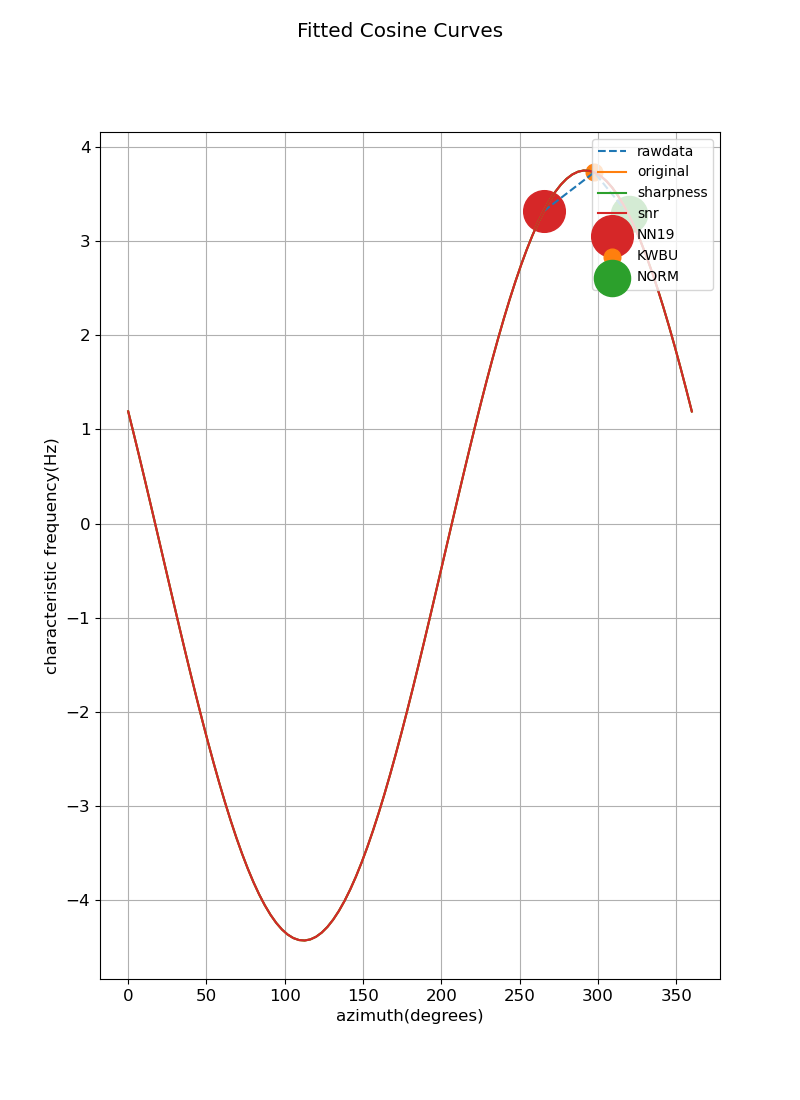 Fitted Cosine Curves
4
3
2
1
0
−1
−2
−3
−4
characteristic frequency(Hz)
rawdata
original
sharpness
snr
NN19
KWBU
NORM
0 50 100 150 200 250 300 350
azimuth(degrees)